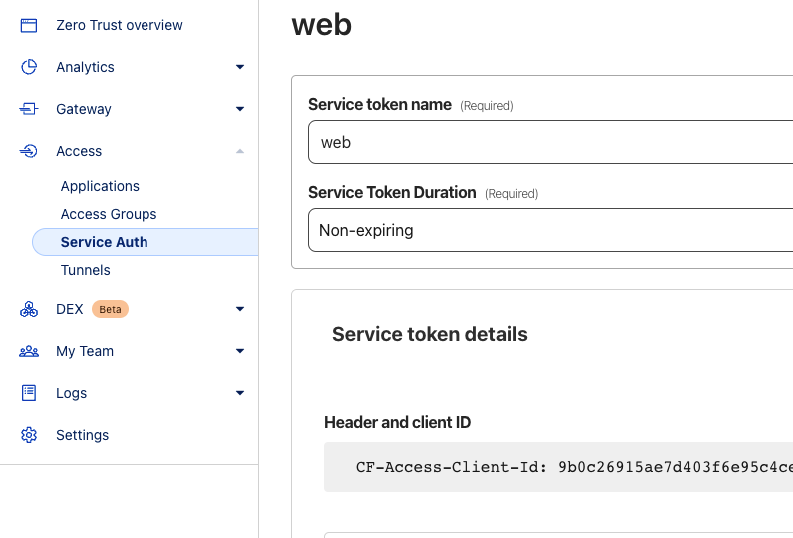 Zero Trust overview
Analytics
Gateway
Access
Applications
Access Groups
Service Auth
Tunnels
DEX Beta
My Team
Logs
Settings
web
Service token name (Required)
web
Service Token Duration (Required)
Non-expiring
Service token details
Header and client ID
CF-Access-Client-Id: 9b0c26915ae7d403f6e95c4ce